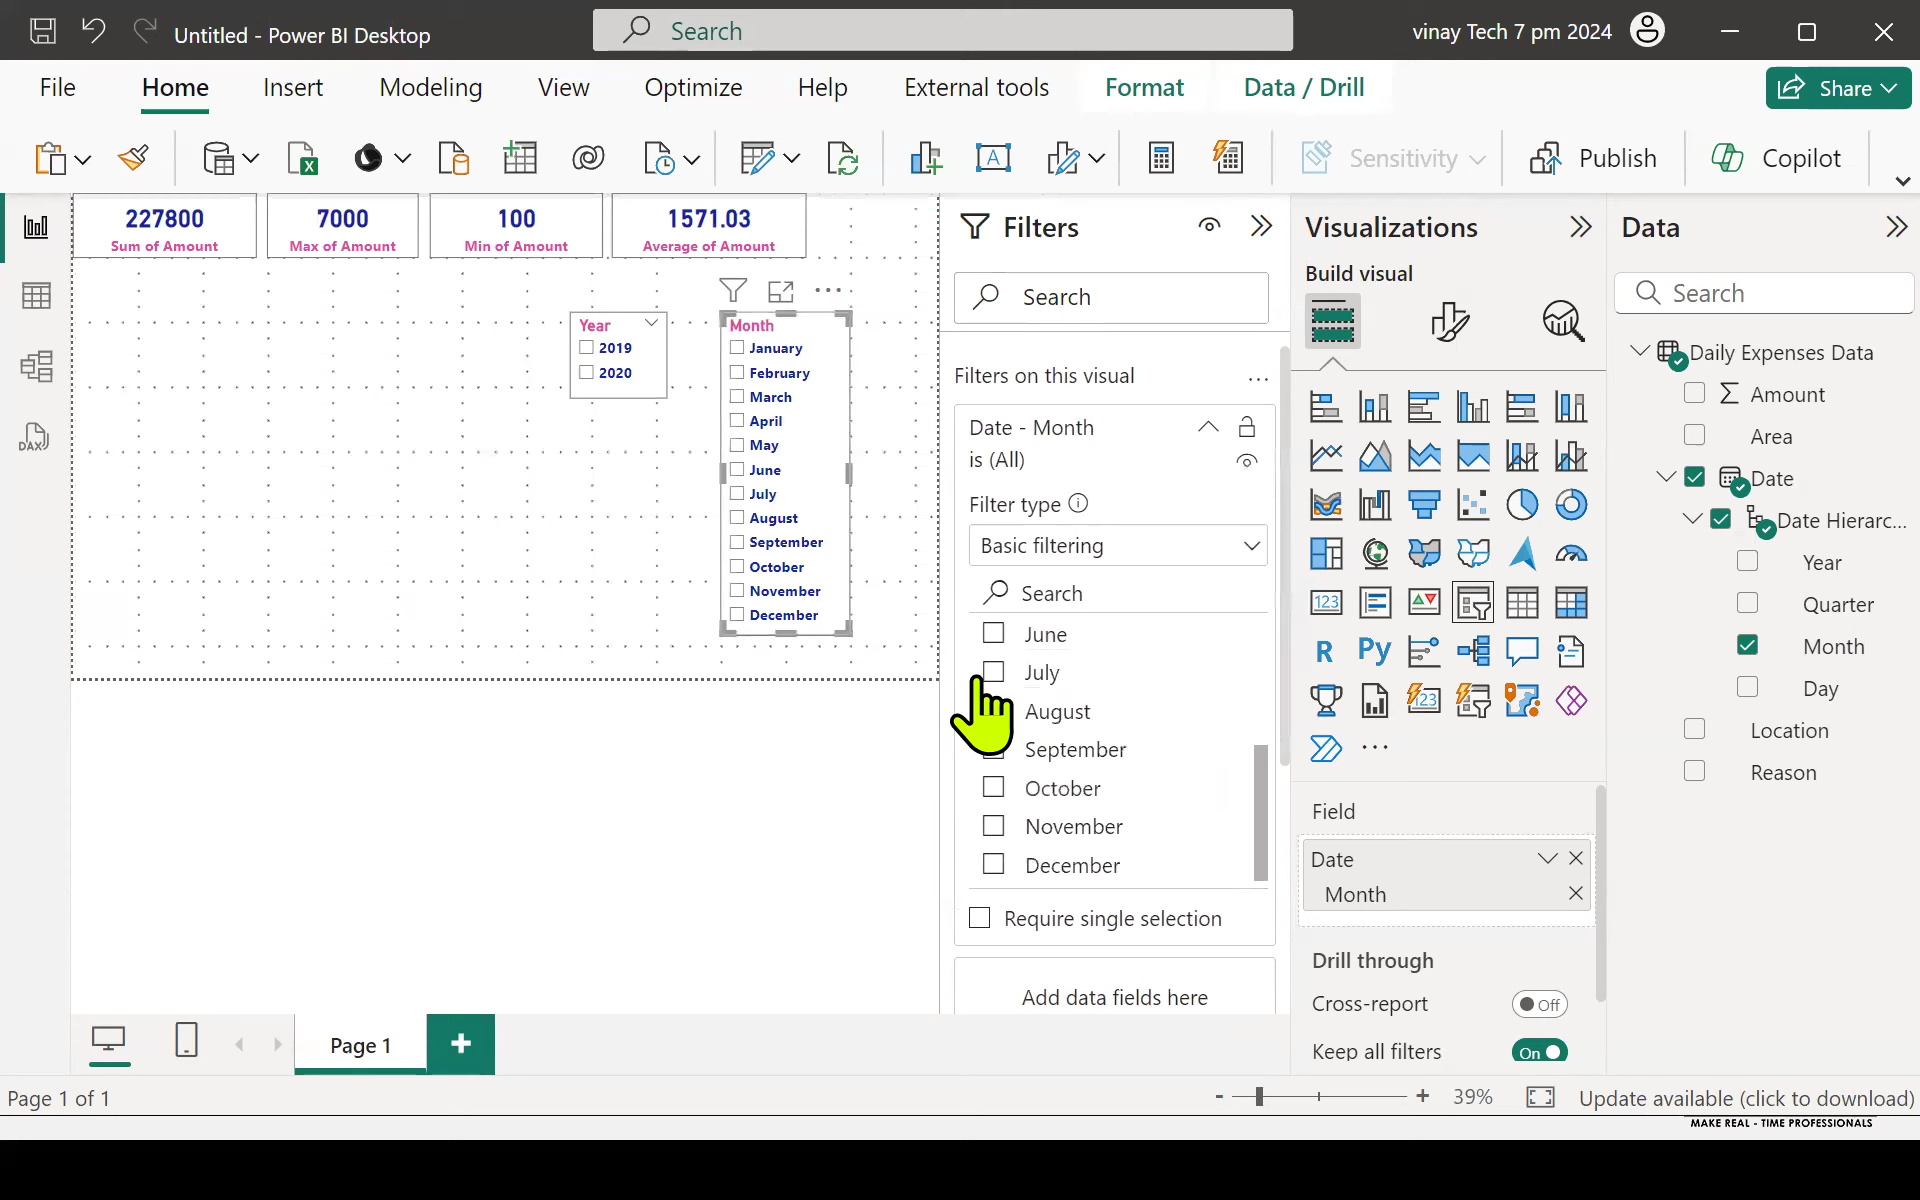 Untitled - Power BI Desktop
Search
vinay Tech 7 pm 2024
File
Home
Insert
Modeling
View
Optimize
Help
External tools
Format
Data / Drill
Share
Sensitivity
Publish
Copilot
227800
Sum of Amount
7000
Max of Amount
100
Min of Amount
1571.03
Average of Amount
Year
2019
2020
Month
January
February
March
April
May
June
July
August
September
October
November
December
DAX
Filters
Search
Filters on this visual
Date - Month
is (All)
Filter type
Basic filtering
Search
June
July
August
September
October
November
December
Require single selection
Add data fields here
Visualizations
Build visual
123
R
Py
123
Field
Date
Month
Drill through
Cross-report
Off
Keep all filters
On
Data
Search
Daily Expenses Data
Amount
Area
Date
Date Hierarc...
Year
Quarter
Month
Day
Location
Reason
Page 1
Page 1 of 1
39%
Update available (click to download)
MAKE REAL - TIME PROFESSIONALS